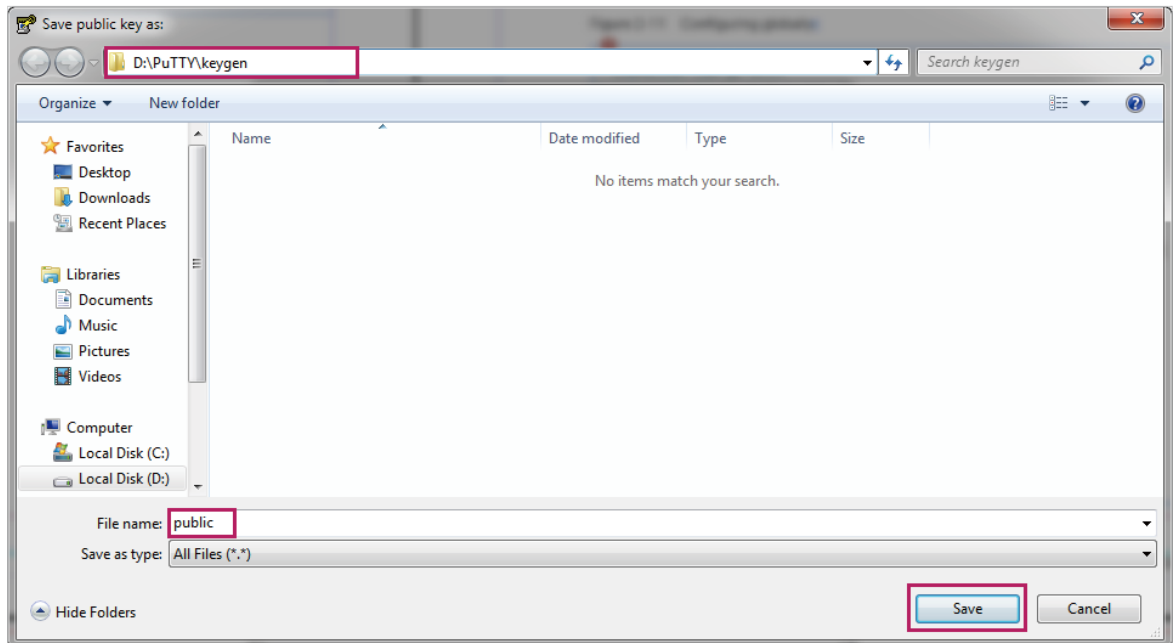 Save public key as:
D:\PuTTY\keygen
Search keygen
Organize
New folder
Name
Date modified
Type
Size
No items match your search.
Favorites
Desktop
Downloads
Recent Places
Libraries
Documents
Music
Pictures
Videos
Computer
Local Disk (C:)
Local Disk (D:)
File name: public
Save as type: All Files (*.*)
Hide Folders
Save
Cancel